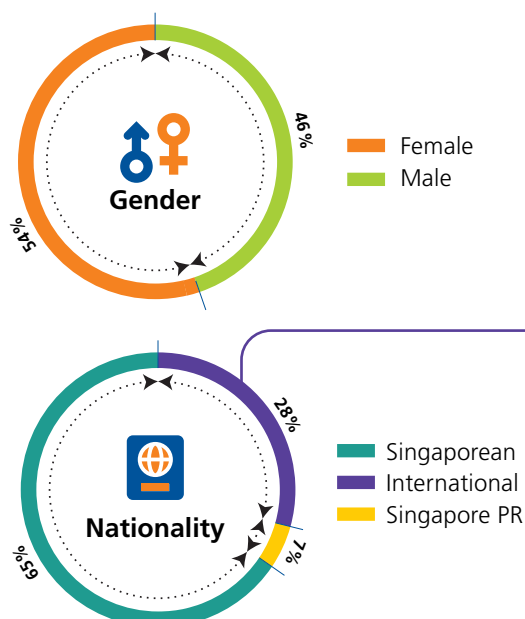 46%
Female
Male
Gender
54%
28%
Singaporean
International
Singapore PR
Nationality
7%
65%